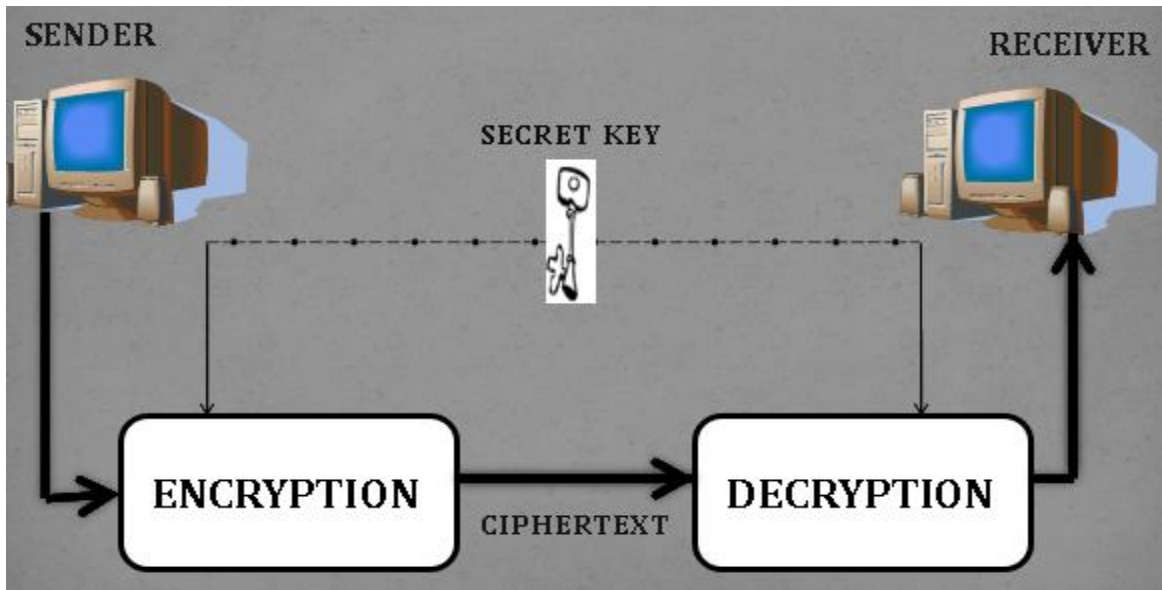 SENDER
RECEIVER
SECRET KEY
ENCRYPTION
DECRYPTION
CIPHERTEXT